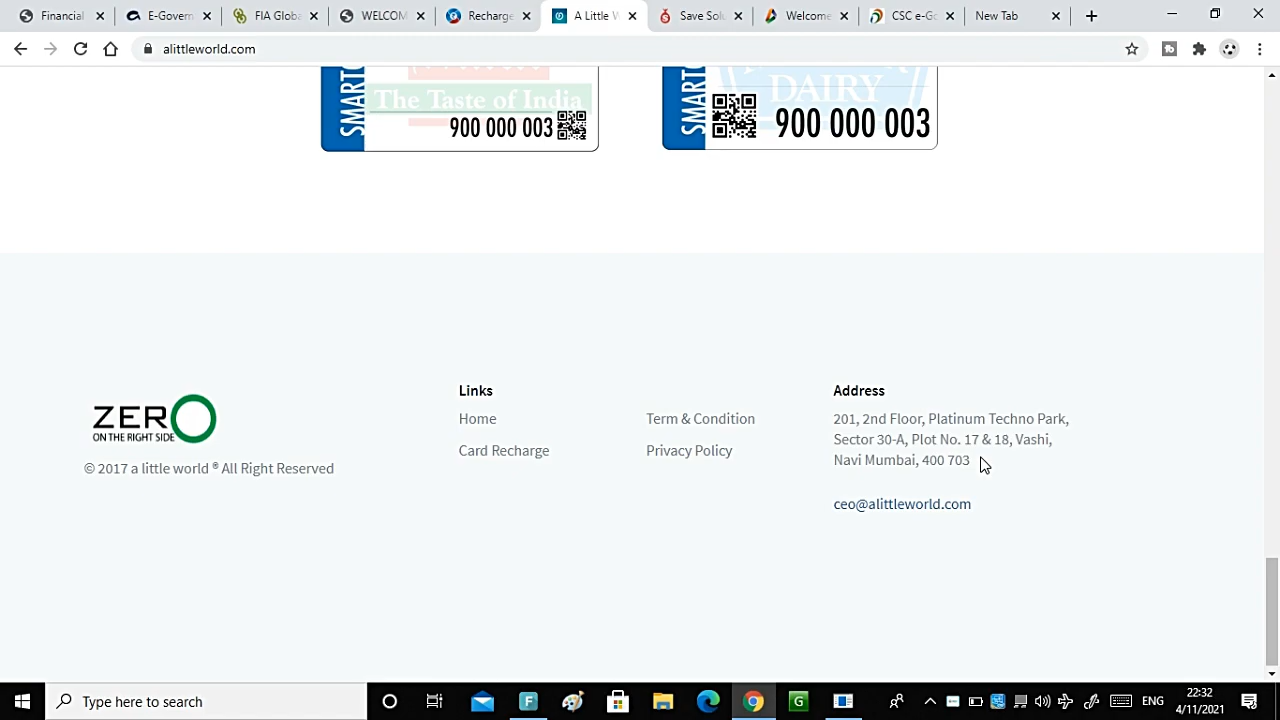 Financial
E-Govern
FIA Globa
WELCOM
Recharge
A Little W
Save Solu
Welcome
CSC e-Go
New Tab
alittleworld.com
SMART
The Taste of India
900 000 003
SMART
DAIRY
900 000 003
ZERO
ON THE RIGHT SIDE
© 2017 a little world ® All Right Reserved
Links
Home
Card Recharge
Term & Condition
Privacy Policy
Address
201, 2nd Floor, Platinum Techno Park,
Sector 30-A, Plot No. 17 & 18, Vashi,
Navi Mumbai, 400 703
ceo@alittleworld.com
Type here to search
ENG
22:32
4/11/2021